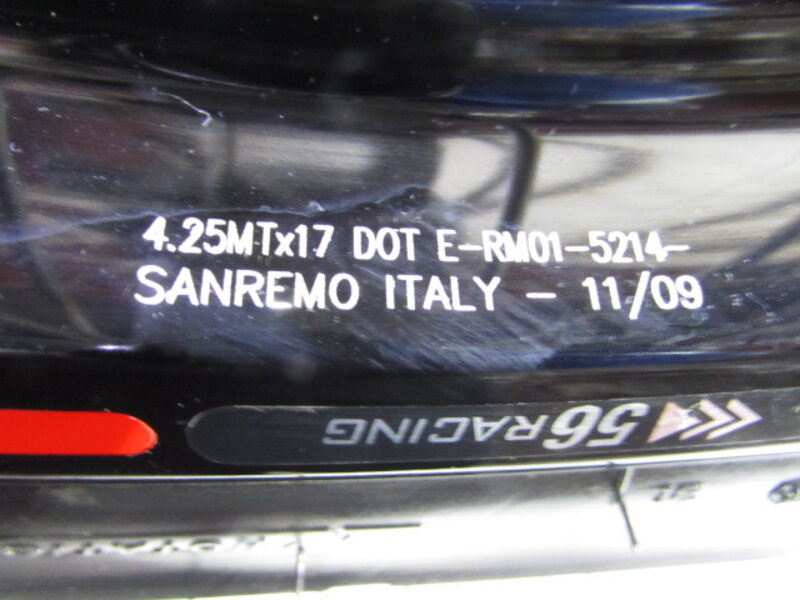 4.25MTx17 DOT E-RM01-5214-
SANREMO ITALY - 11/09
56RACING